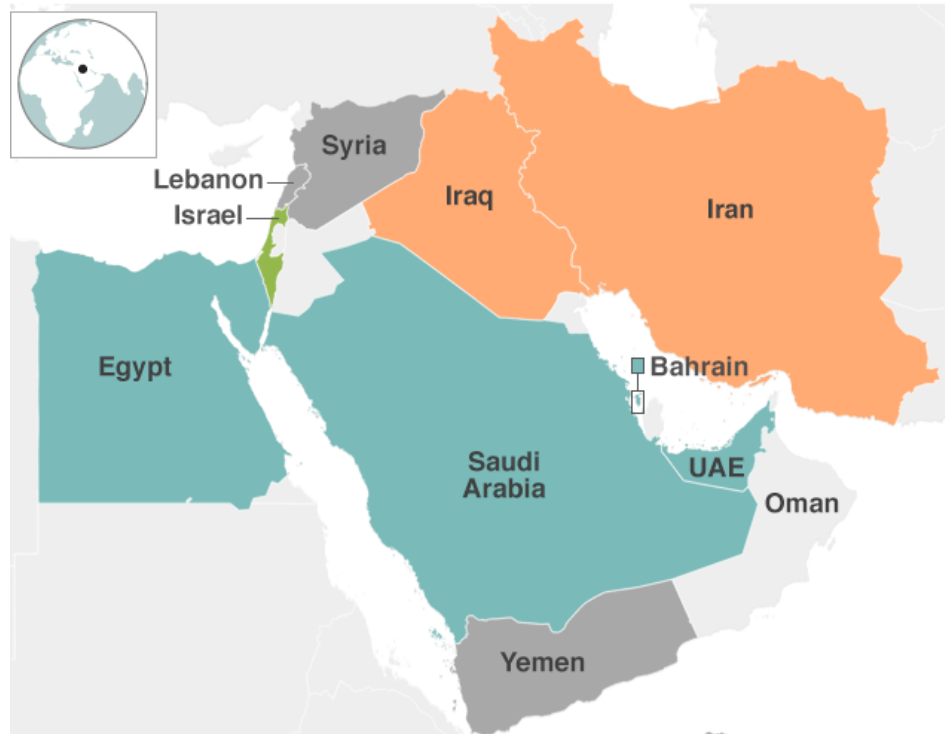 Syria
Lebanon
Israel
Iraq
Iran
Egypt
Bahrain
Saudi
Arabia
UAE
Oman
Yemen